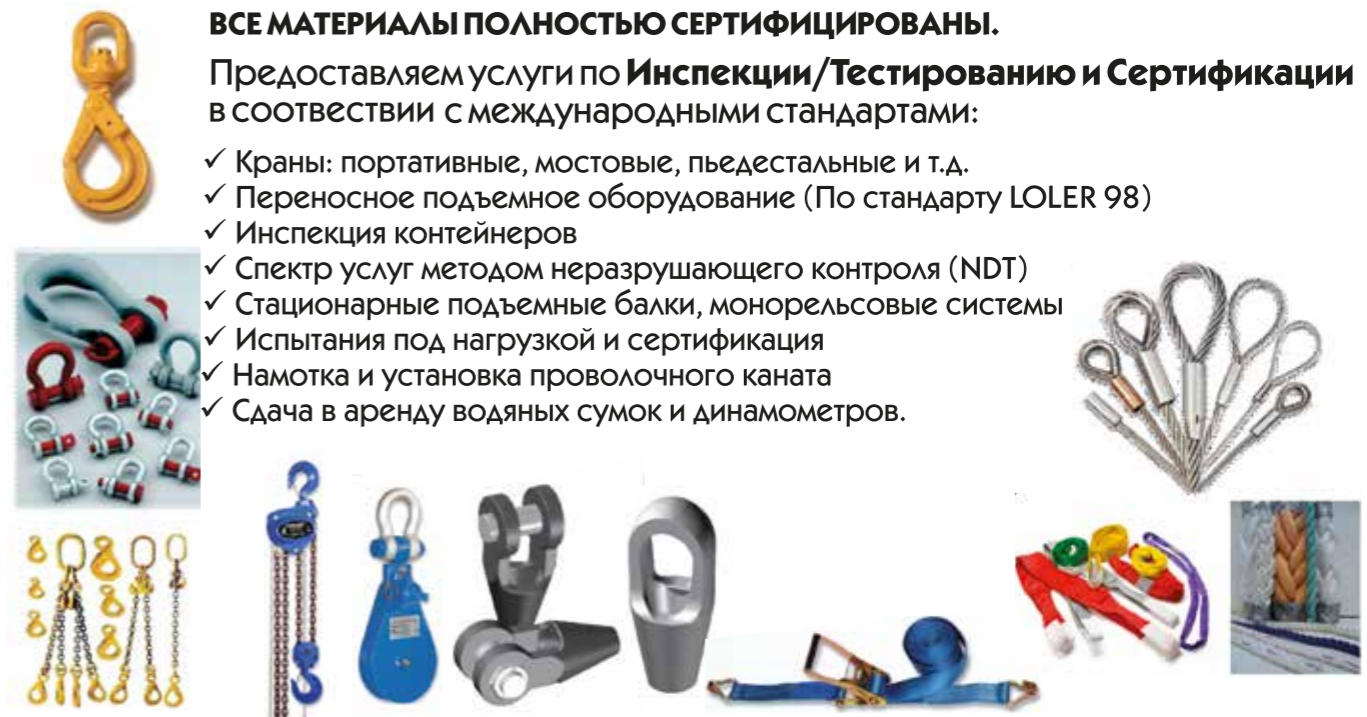 ВСЕ МАТЕРИАЛЫ ПОЛНОСТЬЮ СЕРТИФИЦИРОВАНЫ.
Предоставляем услуги по Инспекции/Тестированию и Сертификации
в соотвествии с международными стандартами:
✓ Краны: портативные, мостовые, пьедестальные и т.д.
✓ Переносное подъемное оборудование (По стандарту LOLER 98)
✓ Инспекция контейнеров
✓ Спектр услуг методом неразрушающего контроля (NDT)
✓ Стационарные подъемные балки, монорельсовые системы
✓ Испытания под нагрузкой и сертификация
✓ Намотка и установка проволочного каната
✓ Сдача в аренду водяных сумок и динамометров.